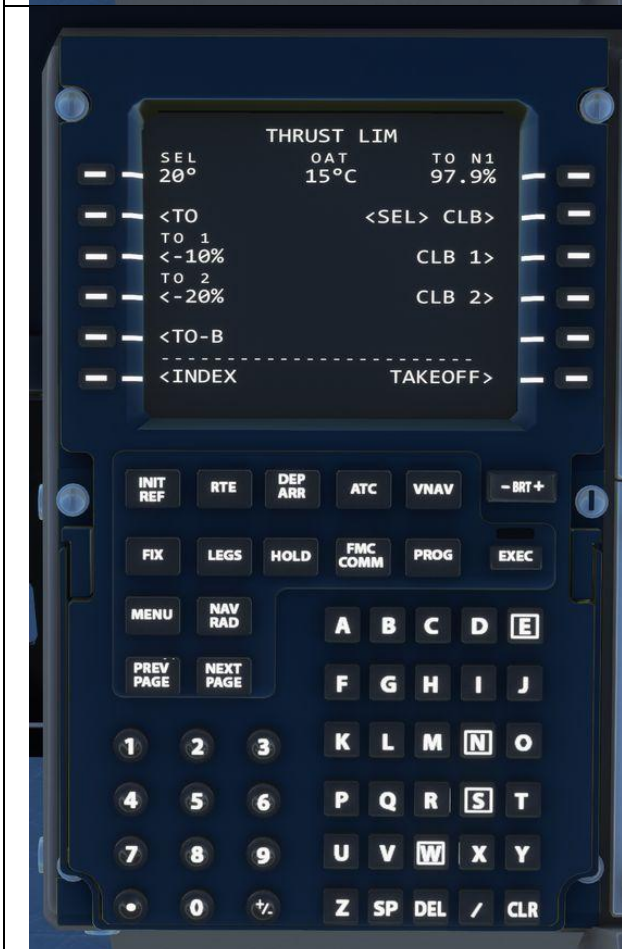 THRUST LIM
SEL OAT TO N1
20° 15°C 97.9%
<TO <SEL> CLB>
TO 1
<-10% CLB 1>
TO 2
<-20% CLB 2>
<TO-B
------------------------
<INDEX TAKEOFF>
INIT REF RTE DEP ARR ATC VNAV - BRT +
FIX LEGS HOLD FMC COMM PROG EXEC
MENU NAV RAD A B C D E
PREV PAGE NEXT PAGE F G H I J
1 2 3 K L M N O
4 5 6 P Q R S T
7 8 9 U V W X Y
. 0 +/- Z SP DEL / CLR